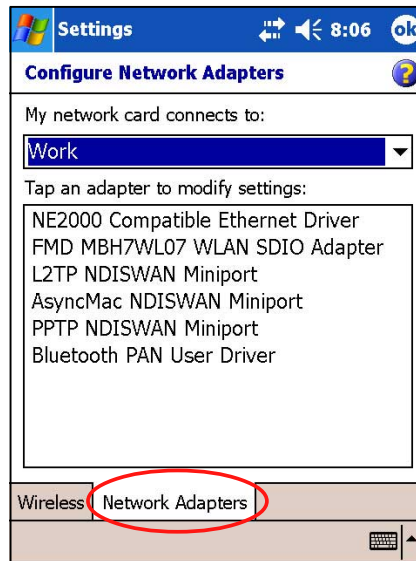 Settings 8:06 ok
Configure Network Adapters ?
My network card connects to:
Work
Tap an adapter to modify settings:
NE2000 Compatible Ethernet Driver
FMD MBH7WL07 WLAN SDIO Adapter
L2TP NDISWAN Miniport
AsyncMac NDISWAN Miniport
PPTP NDISWAN Miniport
Bluetooth PAN User Driver
Wireless Network Adapters